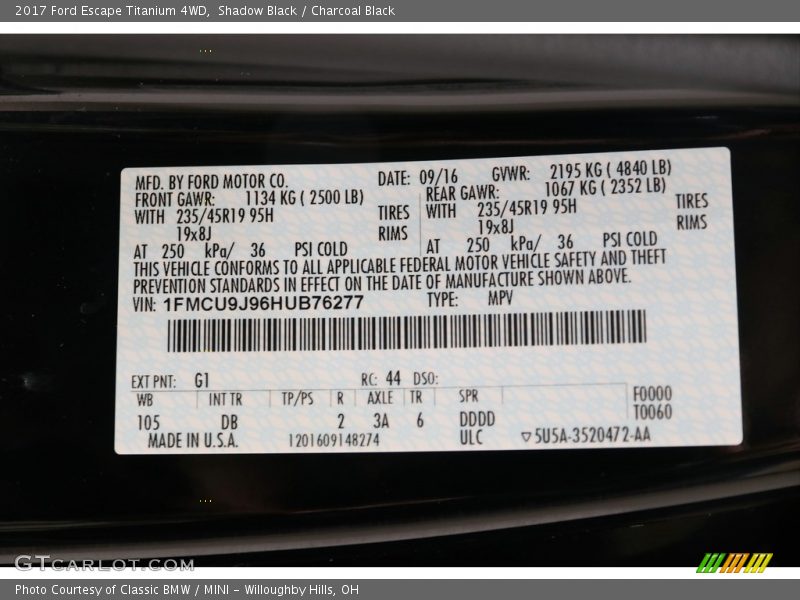 2017 Ford Escape Titanium 4WD, Shadow Black / Charcoal Black
MFD. BY FORD MOTOR CO. DATE: 09/16 GVWR: 2195 KG ( 4840 LB)
FRONT GAWR: 1134 KG ( 2500 LB) REAR GAWR: 1067 KG ( 2352 LB)
WITH 235/45R19 95H TIRES WITH 235/45R19 95H TIRES
19x8J RIMS 19x8J RIMS
AT 250 kPa/ 36 PSI COLD AT 250 kPa/ 36 PSI COLD
THIS VEHICLE CONFORMS TO ALL APPLICABLE FEDERAL MOTOR VEHICLE SAFETY AND THEFT
PREVENTION STANDARDS IN EFFECT ON THE DATE OF MANUFACTURE SHOWN ABOVE.
VIN: 1FMCU9J96HUB76277 TYPE: MPV
EXT PNT: G1 RC: 44 DSO:
WB INT TR TP/PS R AXLE TR SPR F0000
105 DB 2 3A 6 DDDD T0060
MADE IN U.S.A. 1201609148274 ULC ▽5U5A-3520472-AA
GTCARLOT.COM
Photo Courtesy of Classic BMW / MINI - Willoughby Hills, OH